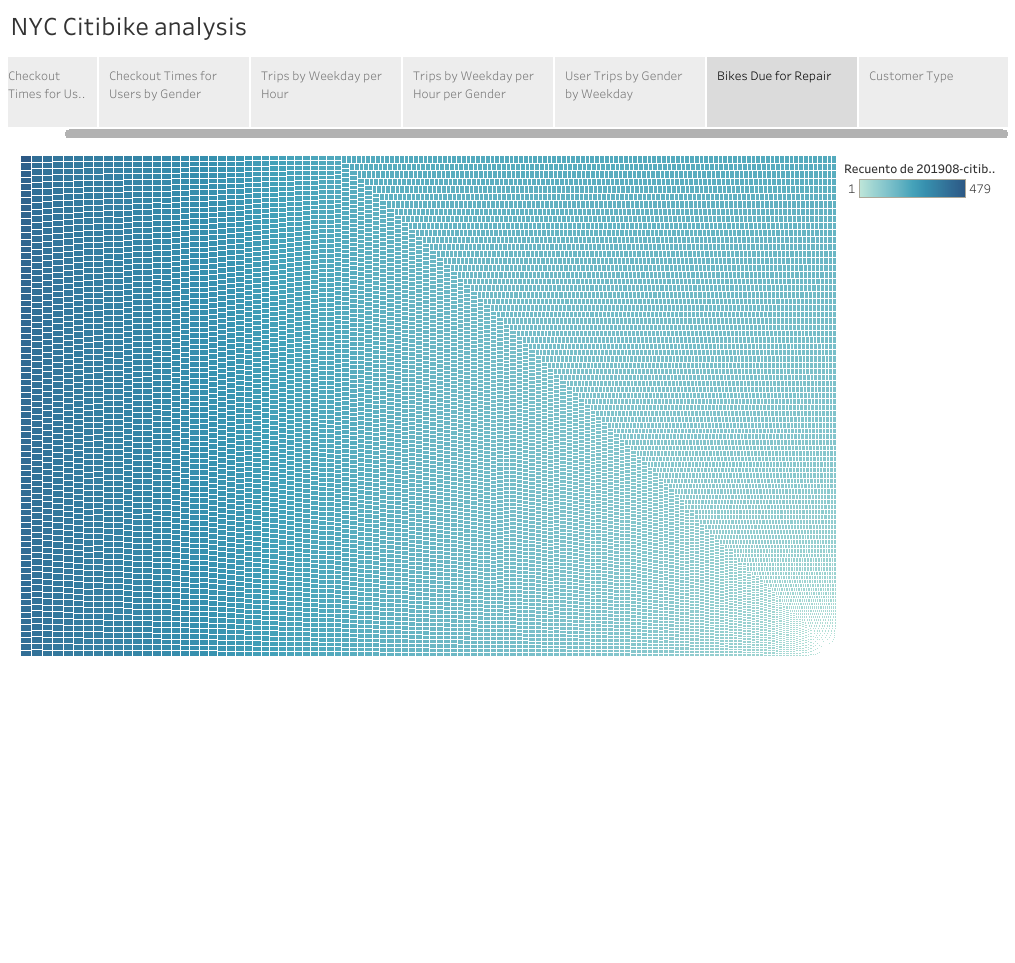 NYC Citibike analysis
Checkout
Times for Us..
Checkout Times for
Users by Gender
Trips by Weekday per
Hour
Trips by Weekday per
Hour per Gender
User Trips by Gender
by Weekday
Bikes Due for Repair
Customer Type
Recuento de 201908-citib..
1 479